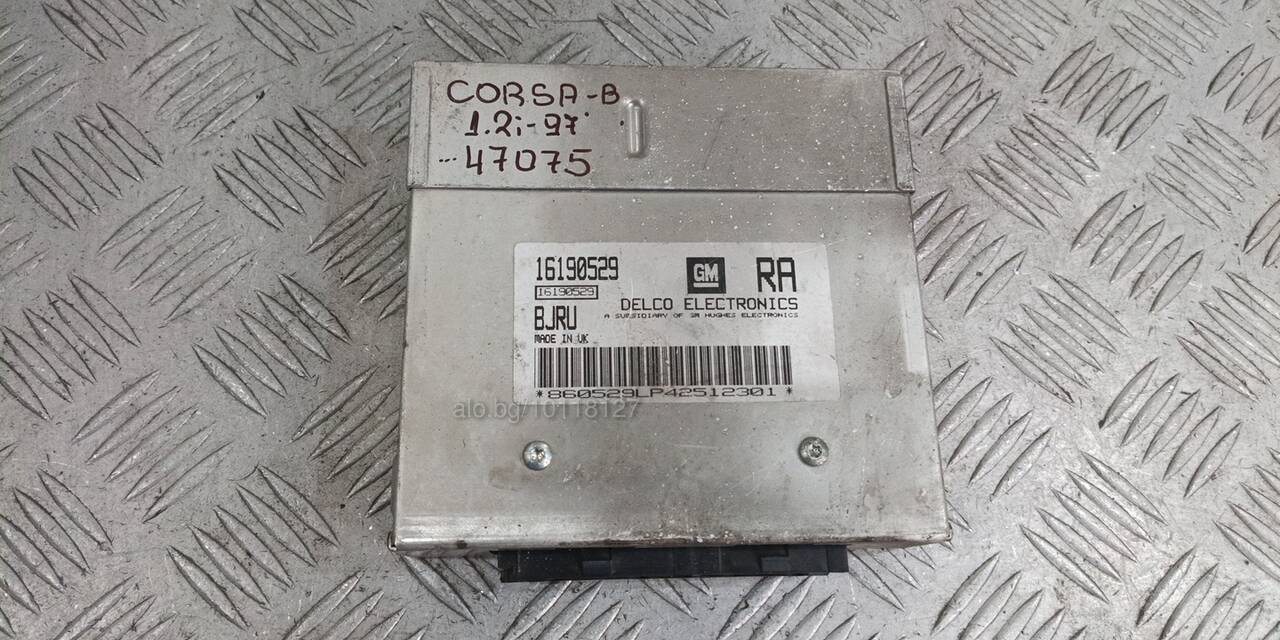 CORSA-B
1.2i-97'
...47075
16190529
GM
RA
16190529
DELCO ELECTRONICS
BJRU
A SUBSIDIARY OF GM HUGHES ELECTRONICS
MADE IN UK
*860529LP42512301*
alo.bg/10118127